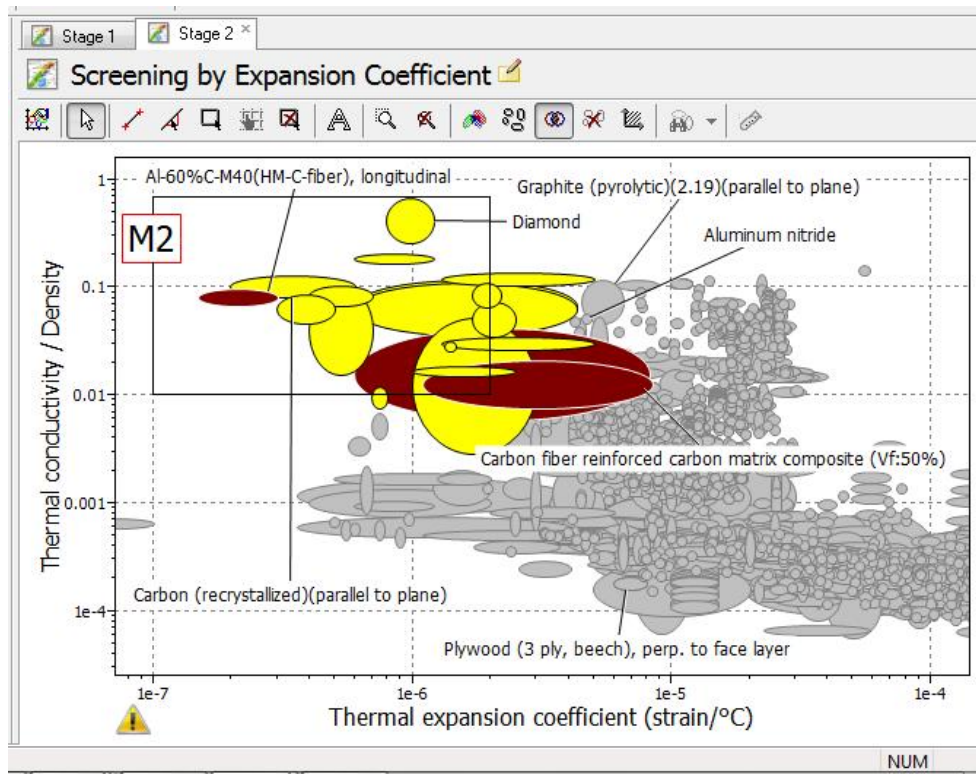 Stage 1
Stage 2
Screening by Expansion Coefficient
Al-60%C-M40(HM-C-fiber), longitudinal
Graphite (pyrolytic)(2.19)(parallel to plane)
Diamond
M2
Aluminum nitride
Carbon fiber reinforced carbon matrix composite (Vf:50%)
Carbon (recrystallized)(parallel to plane)
Plywood (3 ply, beech), perp. to face layer
Thermal conductivity / Density
1
0.1
0.01
0.001
1e-4
1e-7
1e-6
1e-5
1e-4
Thermal expansion coefficient (strain/ºC)
NUM